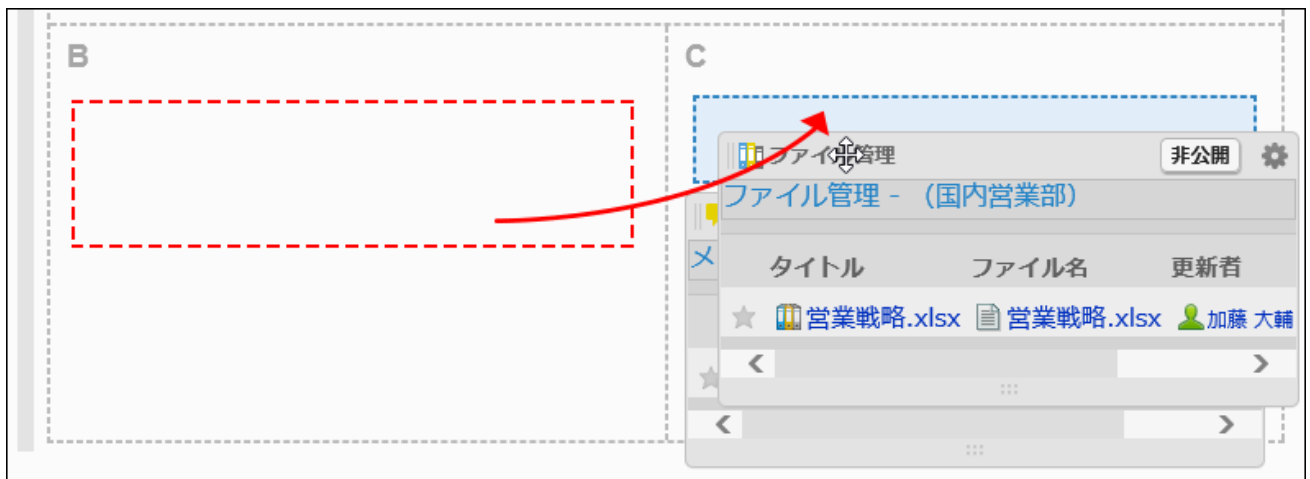 B
C
ファイル管理
非公開
ファイル管理 - （国内営業部）
メ
タイトル ファイル名 更新者
営業戦略.xlsx 営業戦略.xlsx 加藤 大輔